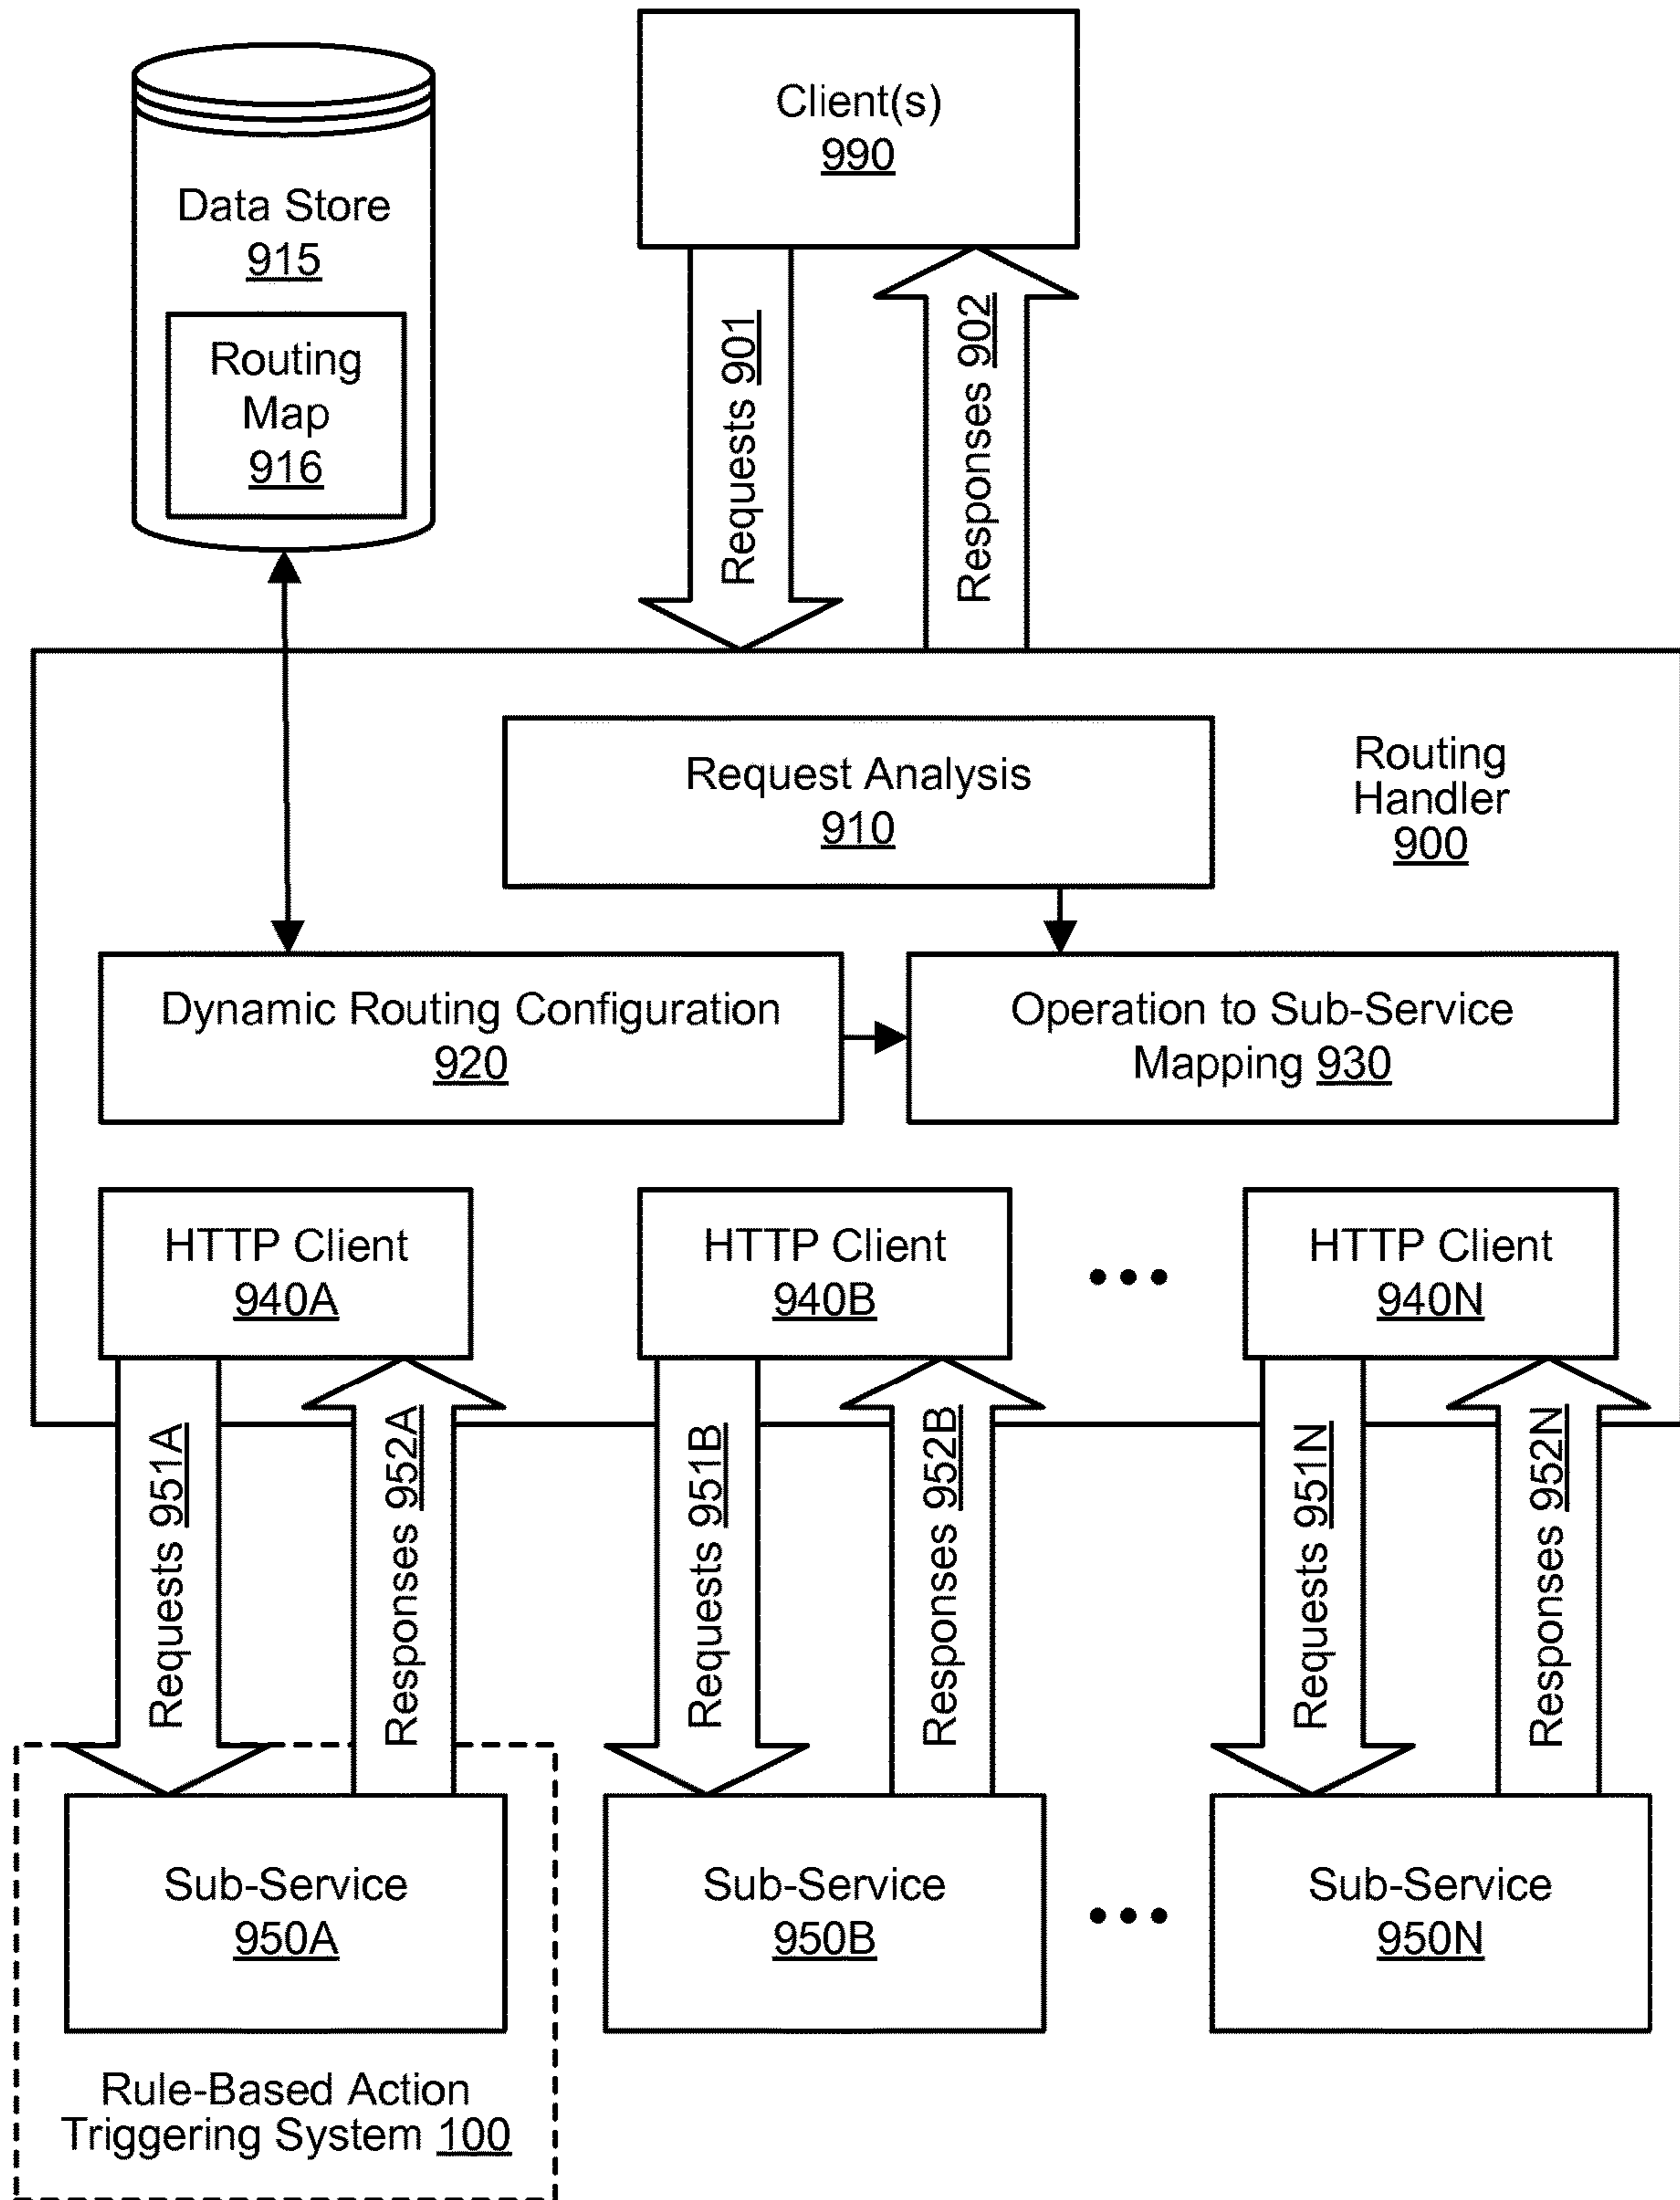 Client(s)
990
Data Store
915
Routing
Map
916
Requests 901
Responses 902
Request Analysis
910
Routing
Handler
900
Dynamic Routing Configuration
920
Operation to Sub-Service
Mapping 930
HTTP Client
940A
HTTP Client
940B
HTTP Client
940N
Requests 951A
Responses 952A
Requests 951B
Responses 952B
Requests 951N
Responses 952N
Sub-Service
950A
Sub-Service
950B
Sub-Service
950N
Rule-Based Action
Triggering System 100